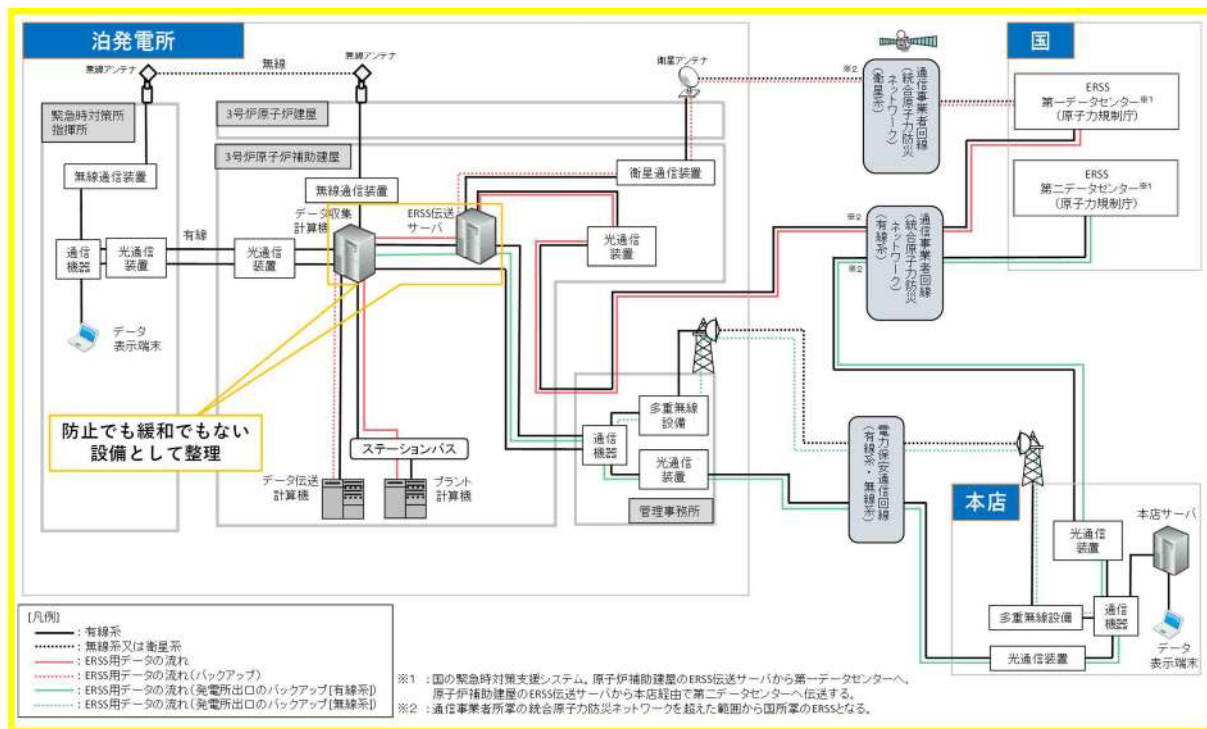 泊発電所
無線アンテナ
無線
無線アンテナ
衛星アンテナ
緊急時対策所
指揮所
3号炉原子炉建屋
3号炉原子炉補助建屋
無線通信装置
無線通信装置
衛星通信装置
データ収集
計算機
ERSS伝送
サーバ
有線
通信
機器
光通信
装置
光通信
装置
光通信
装置
データ
表示端末
防止でも緩和でもない
設備として整理
ステーションバス
データ伝送
計算機
プラント
計算機
多重無線
設備
通信
機器
光通信
装置
管理事務所
※2
通信事業者回線
(統合原子力防災
ネットワーク)
(衛星系)
※2
※2
通信事業者回線
(統合原子力防災
ネットワーク)
(有線系)
電力保安通信回線
(有線系・無線系)
国
ERSS
第一データセンター※1
(原子力規制庁)
ERSS
第二データセンター※1
(原子力規制庁)
本店
本店サーバ
光通信
装置
多重無線設備
通信
機器
光通信装置
データ
表示端末
[凡例]
:有線系
:無線系又は衛星系
:ERSS用データの流れ
:ERSS用データの流れ(バックアップ)
:ERSS用データの流れ(発電所出口のバックアップ[有線系])
:ERSS用データの流れ(発電所出口のバックアップ[無線系])
※1 :国の緊急時対策支援システム。原子炉補助建屋のERSS伝送サーバから第一データセンターへ、
原子炉補助建屋のERSS伝送サーバから本店経由で第二データセンターへ伝送する。
※2 :通信事業者所掌の統合原子力防災ネットワークを超えた範囲から国所掌のERSSとなる。